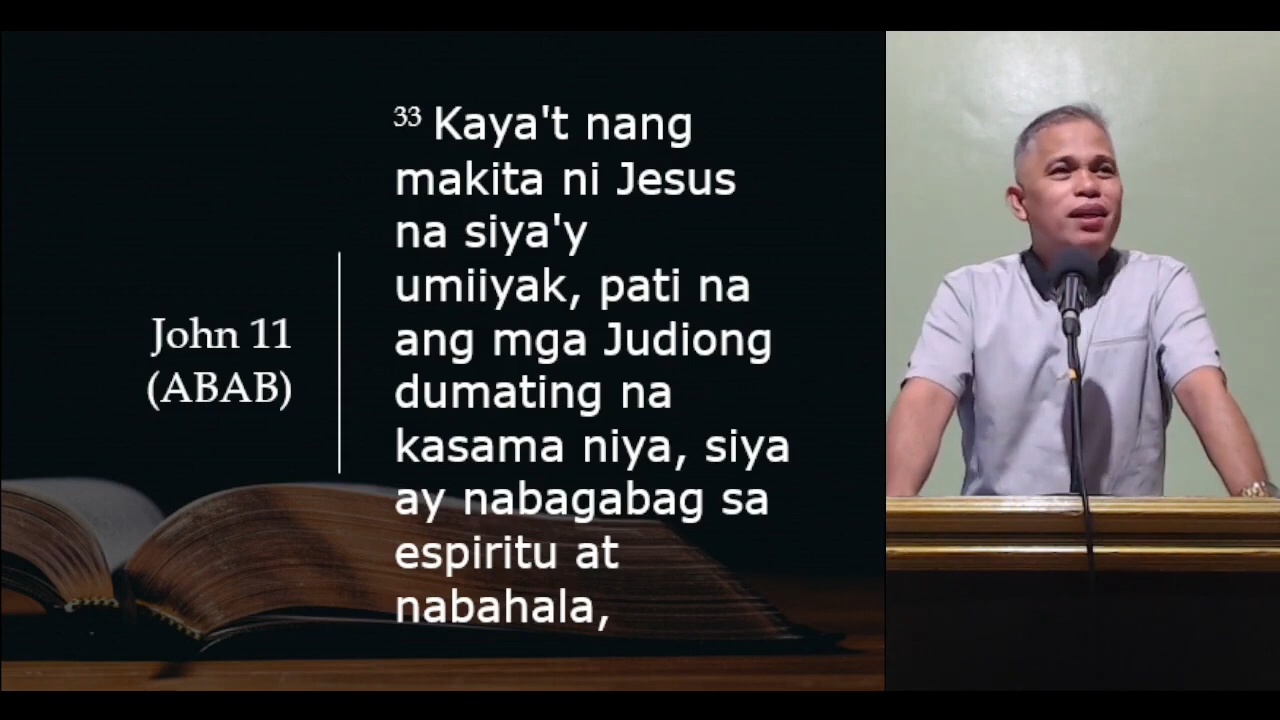 John 11
(ABAB)
33 Kaya't nang
makita ni Jesus
na siya'y
umiiyak, pati na
ang mga Judiong
dumating na
kasama niya, siya
ay nabagabag sa
espiritu at
nabahala,